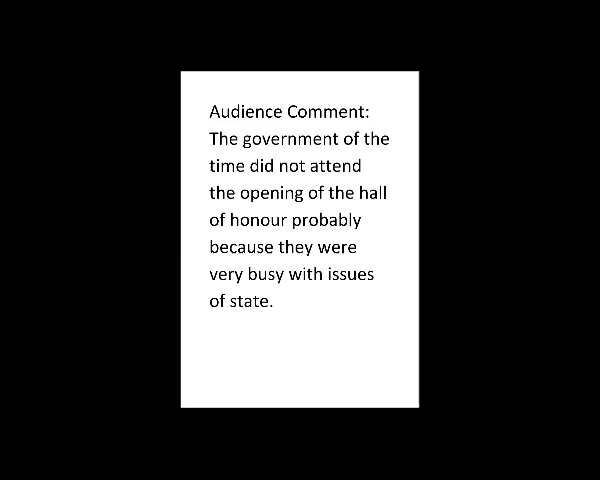 Audience Comment:
The government of the
time did not attend
the opening of the hall
of honour probably
because they were
very busy with issues
of state.